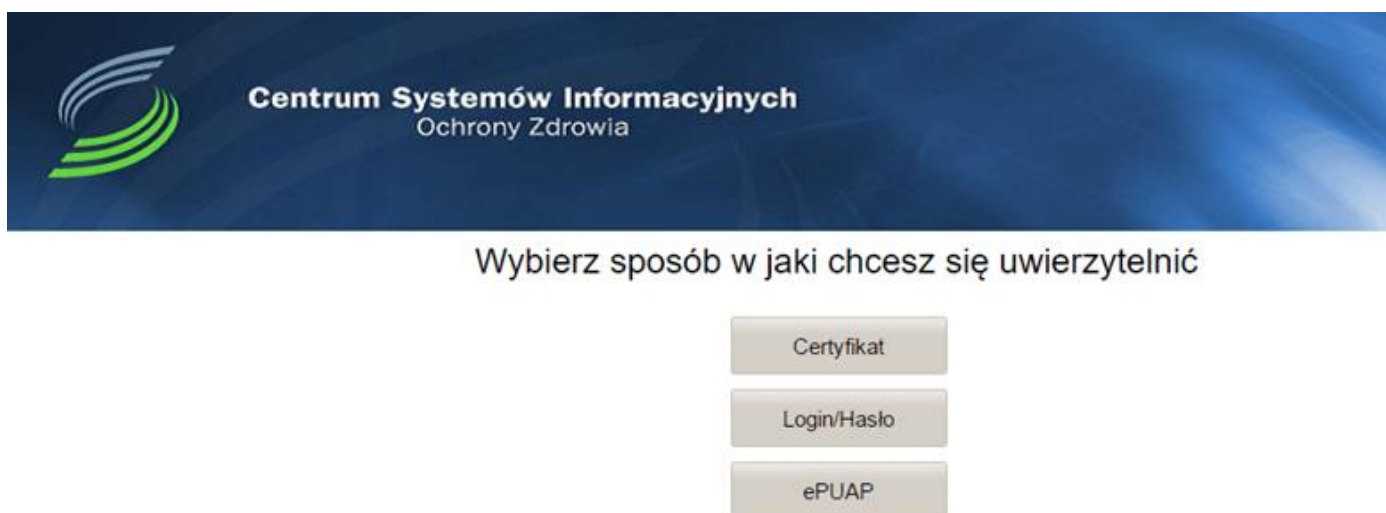 Centrum Systemów Informacyjnych
Ochrony Zdrowia
Wybierz sposób w jaki chcesz się uwierzytelnić
Certyfikat
Login/Hasło
ePUAP